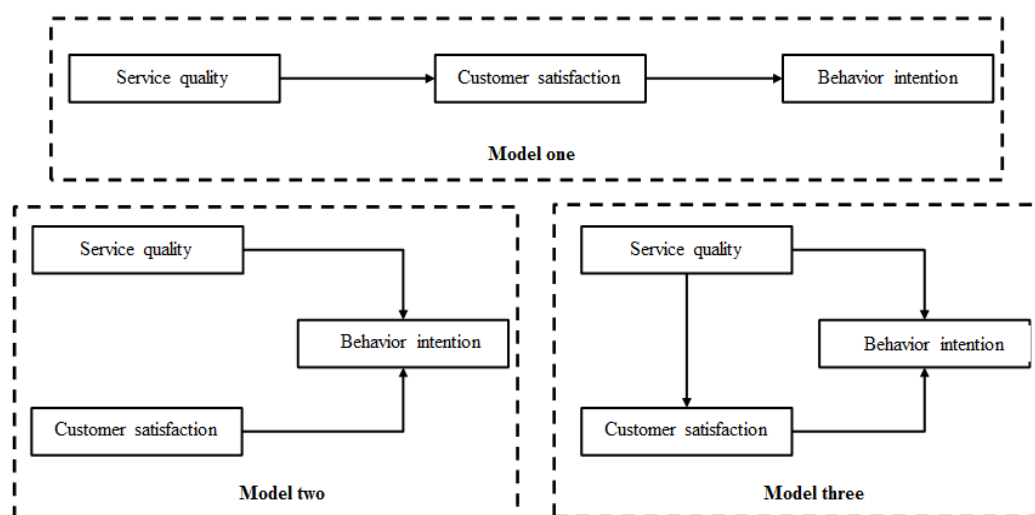 Service quality
Customer satisfaction
Behavior intention
Model one
Service quality
Behavior intention
Customer satisfaction
Model two
Service quality
Behavior intention
Customer satisfaction
Model three